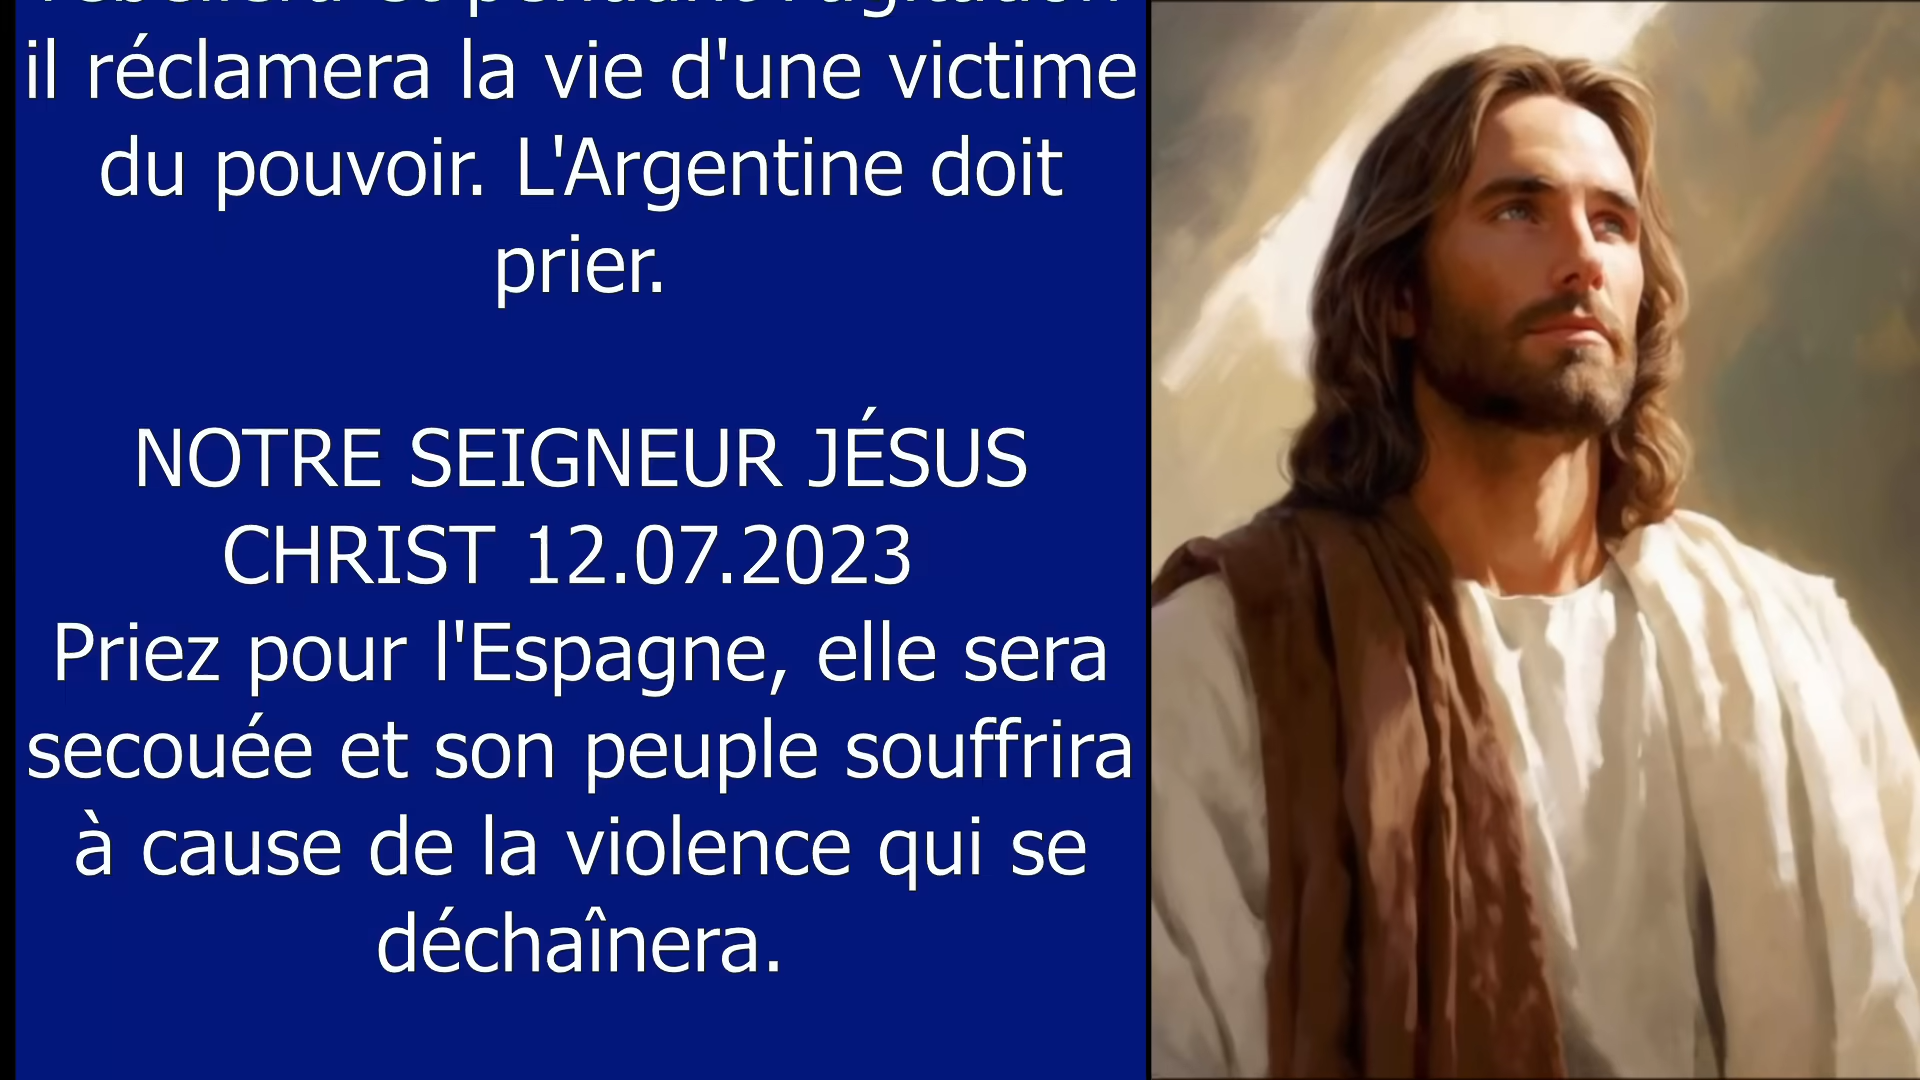 il réclamera la vie d'une victime
du pouvoir. L'Argentine doit
prier.
NOTRE SEIGNEUR JÉSUS
CHRIST 12.07.2023
Priez pour l'Espagne, elle sera
secouée et son peuple souffrira
à cause de la violence qui se
déchaînera.